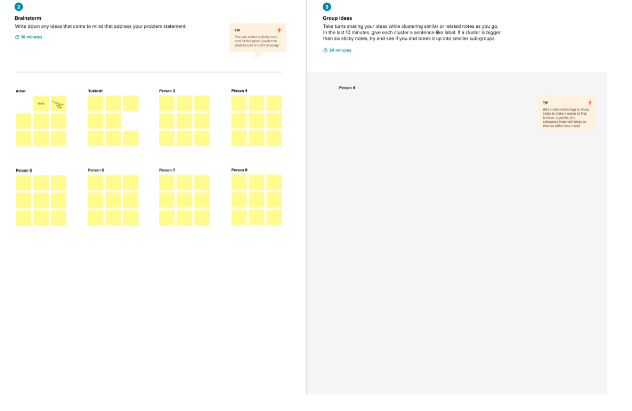 2
Brainstorm
Write down any ideas that come to mind that address your problem statement.
10 minutes
TIP
You can select a sticky note
and hit the pencil [switch to
sketch] icon to start drawing!
Person 3
Person 4
Person 5
Person 6
Person 7
Person 8
3
Group ideas
Take turns sharing your ideas while clustering similar or related notes as you go.
In the last 10 minutes, give each cluster a sentence-like label. If a cluster is bigger
than six sticky notes, try and see if you and break it up into smaller sub-groups.
20 minutes
TIP
Add customizable tags to sticky
notes to make it easier to find,
browse, organize, and
categorize important ideas as
themes within your mural.